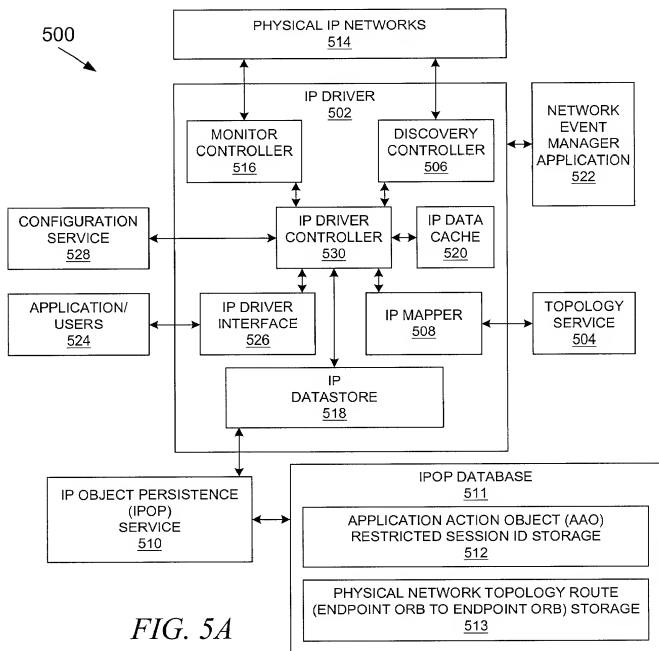 500
PHYSICAL IP NETWORKS
514
IP DRIVER
502
MONITOR
CONTROLLER
516
DISCOVERY
CONTROLLER
506
NETWORK
EVENT
MANAGER
APPLICATION
522
CONFIGURATION
SERVICE
528
IP DRIVER
CONTROLLER
530
IP DATA
CACHE
520
APPLICATION/
USERS
524
IP DRIVER
INTERFACE
526
IP MAPPER
508
TOPOLOGY
SERVICE
504
IP
DATASTORE
518
IP OBJECT PERSISTENCE
(IPOP)
SERVICE
510
IPOP DATABASE
511
APPLICATION ACTION OBJECT (AAO)
RESTRICTED SESSION ID STORAGE
512
PHYSICAL NETWORK TOPOLOGY ROUTE
(ENDPOINT ORB TO ENDPOINT ORB) STORAGE
513
FIG. 5A